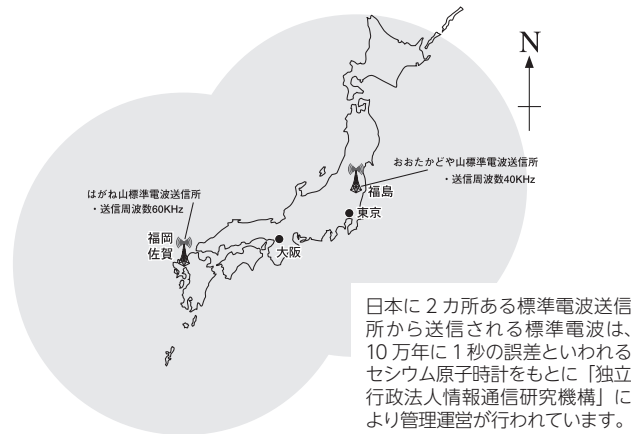 N
おおたかどや山標準電波送信所
・送信周波数40KHz
はがね山標準電波送信所
・送信周波数60KHz
福島
東京
福岡
佐賀
大阪
日本に 2 カ所ある標準電波送信
所から送信される標準電波は、
10 万年に 1 秒の誤差といわれる
セシウム原子時計をもとに「独立
行政法人情報通信研究機構」に
より管理運営が行われています。